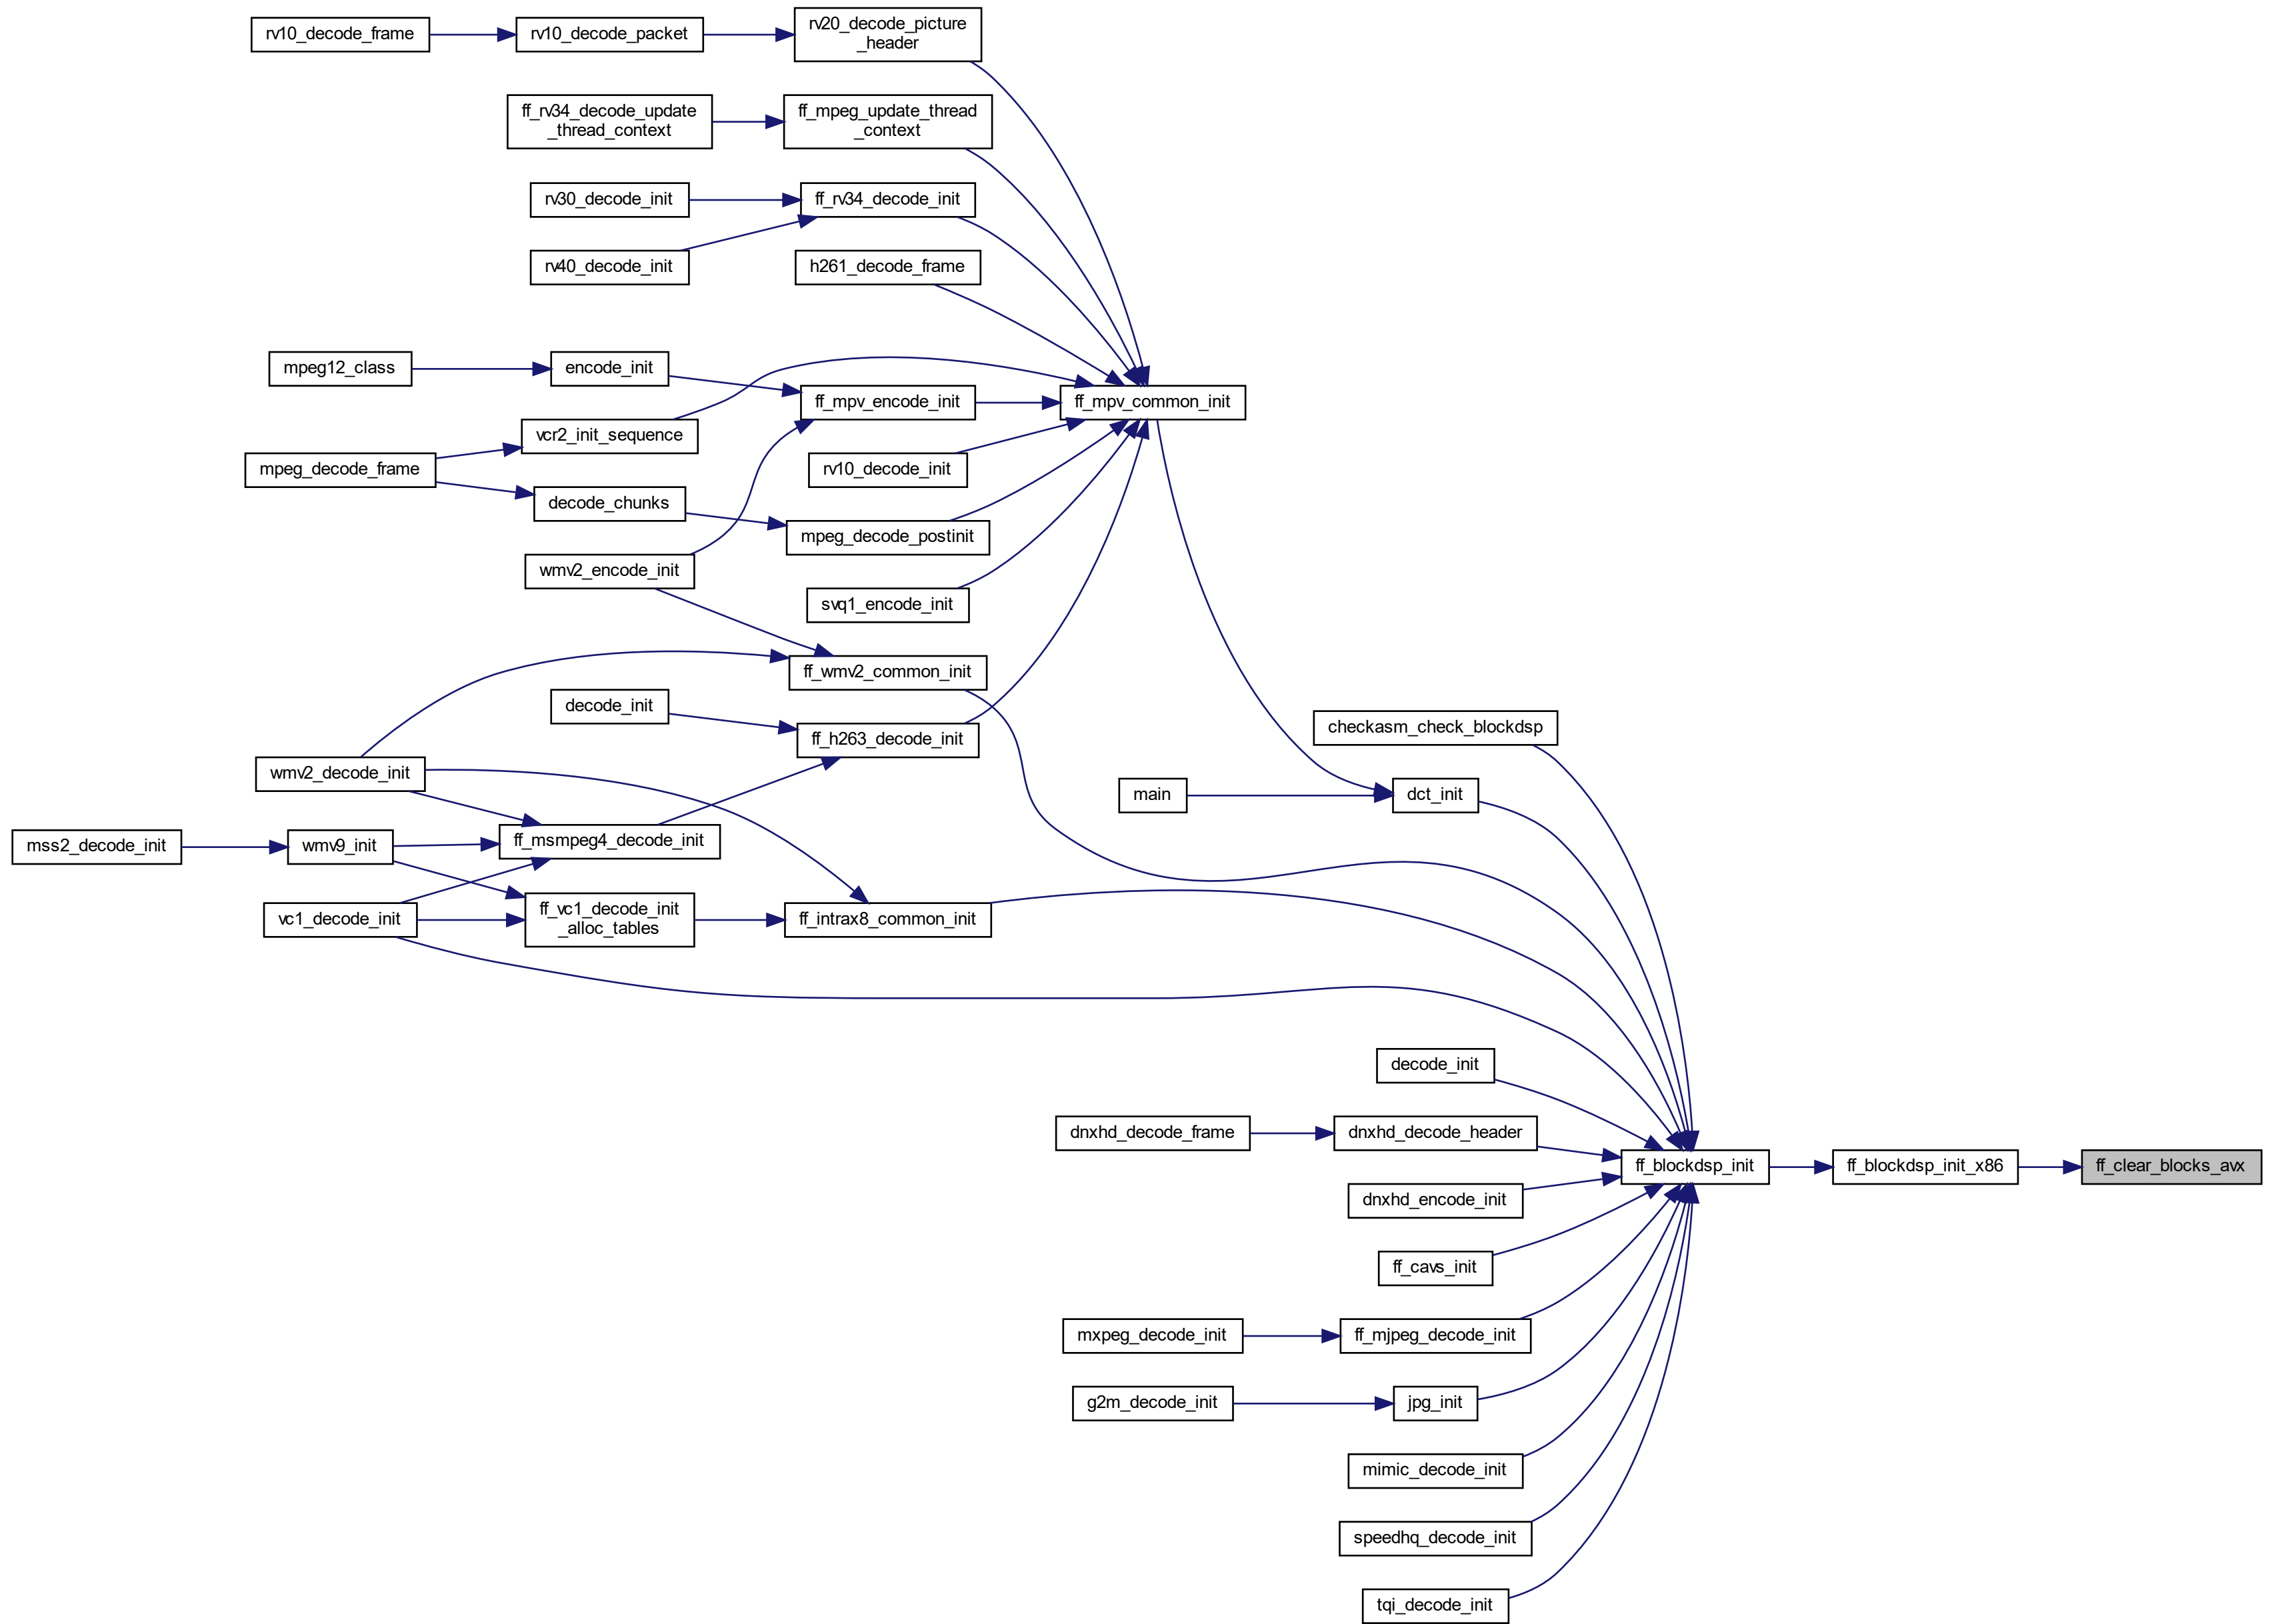 rv10_decode_frame
rv10_decode_packet
rv20_decode_picture
_header
ff_rv34_decode_update
_thread_context
ff_mpeg_update_thread
_context
rv30_decode_init
ff_rv34_decode_init
rv40_decode_init
h261_decode_frame
mpeg12_class
encode_init
ff_mpv_encode_init
ff_mpv_common_init
vcr2_init_sequence
mpeg_decode_frame
rv10_decode_init
decode_chunks
mpeg_decode_postinit
wmv2_encode_init
svq1_encode_init
ff_wmv2_common_init
decode_init
ff_h263_decode_init
checkasm_check_blockdsp
wmv2_decode_init
main
dct_init
mss2_decode_init
wmv9_init
ff_msmpeg4_decode_init
vc1_decode_init
ff_vc1_decode_init
_alloc_tables
ff_intrax8_common_init
decode_init
dnxhd_decode_frame
dnxhd_decode_header
ff_blockdsp_init
ff_blockdsp_init_x86
ff_clear_blocks_avx
dnxhd_encode_init
ff_cavs_init
mxpeg_decode_init
ff_mjpeg_decode_init
g2m_decode_init
jpg_init
mimic_decode_init
speedhq_decode_init
tqi_decode_init